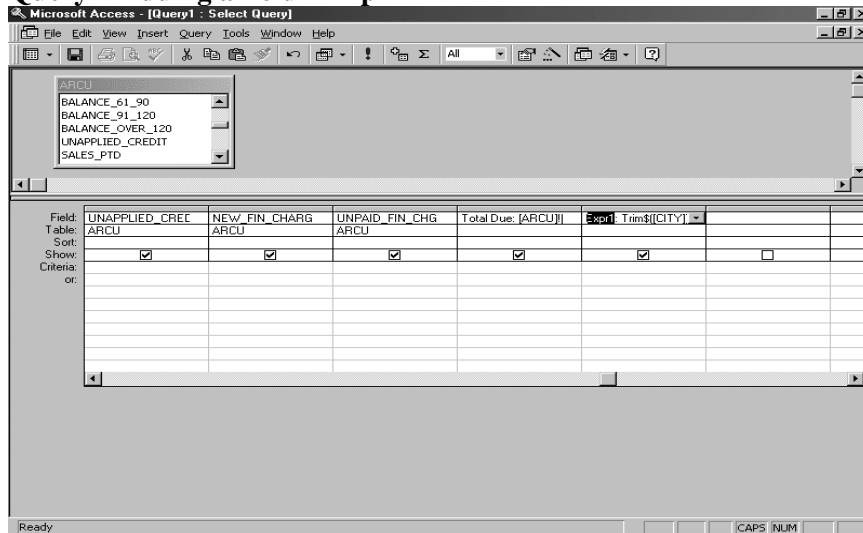 Microsoft Access - [Query1 : Select Query]
File Edit View Insert Query Tools Window Help
All
ARCU
BALANCE_61_90
BALANCE_91_120
BALANCE_OVER_120
UNAPPLIED_CREDIT
SALES_PTD
Field: UNAPPLIED_CREE NEW_FIN_CHARG UNPAID_FIN_CHG Total Due: [ARCU]![ Expr1: Trim$([CITY])
Table: ARCU ARCU ARCU
Sort:
Show:
Criteria:
or:
Ready CAPS NUM